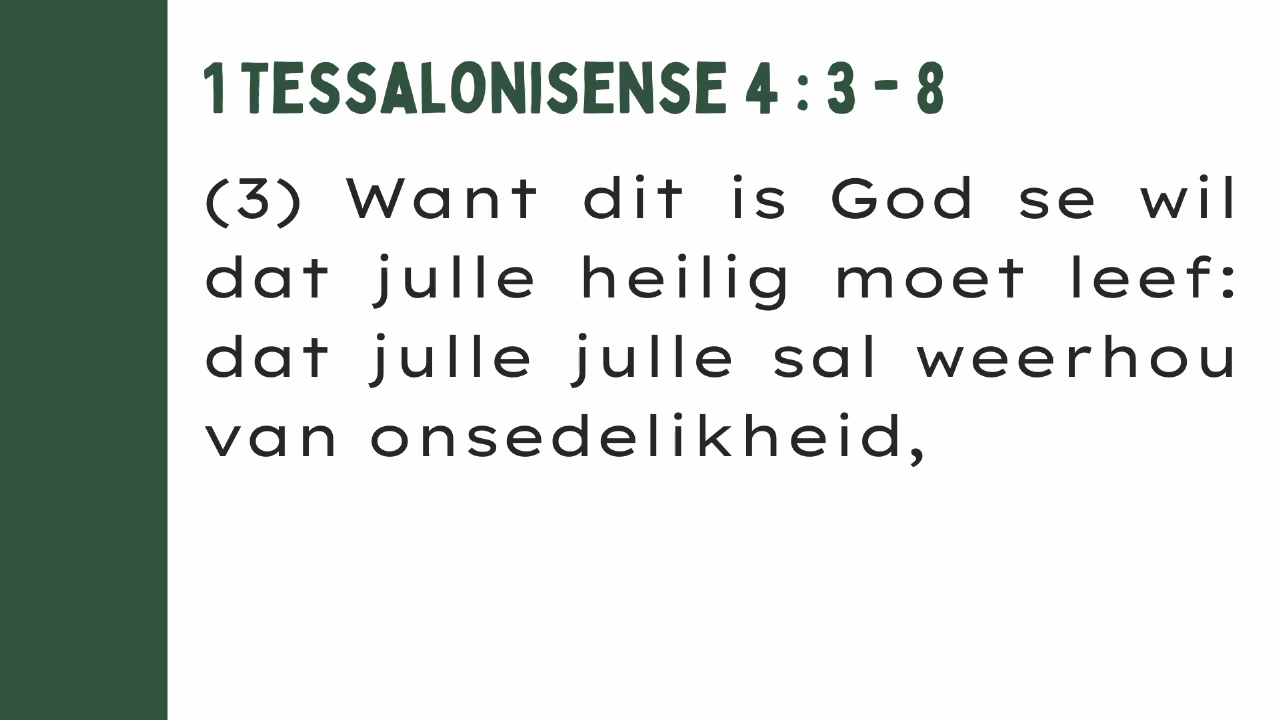 1 TESSALONISENSE 4 : 3 - 8
(3) Want dit is God se wil
dat julle heilig moet leef:
dat julle julle sal weerhou
van onsedelikheid,